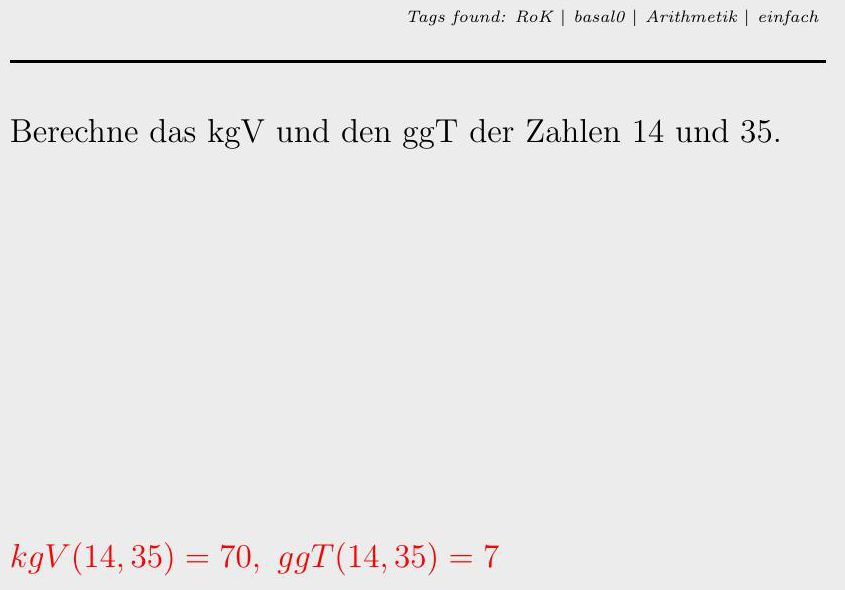 Tags found: RoK | basal0 | Arithmetik | einfach
Berechne das kgV und den ggT der Zahlen 14 und 35.
kgV(14, 35) = 70, ggT(14, 35) = 7